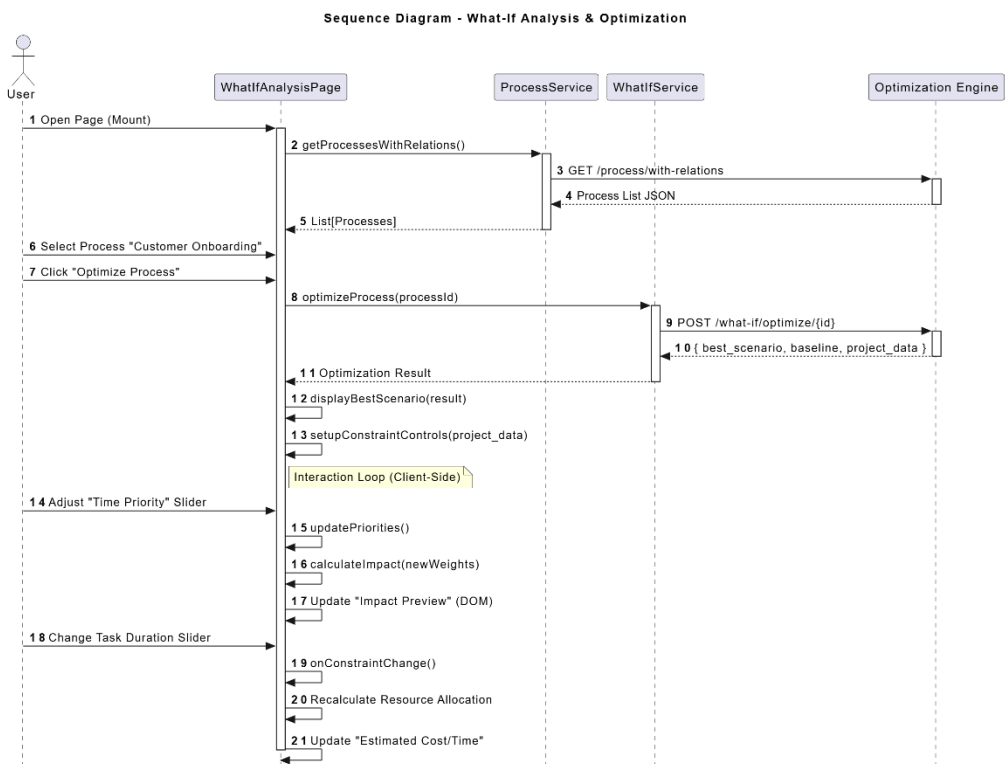 Sequence Diagram - What-If Analysis & Optimization
User
WhatIfAnalysisPage
ProcessService
WhatIfService
Optimization Engine
1 Open Page (Mount)
2 getProcessesWithRelations()
3 GET /process/with-relations
4 Process List JSON
5 List[Processes]
6 Select Process "Customer Onboarding"
7 Click "Optimize Process"
8 optimizeProcess(processId)
9 POST /what-if/optimize/{id}
10 { best_scenario, baseline, project_data }
11 Optimization Result
12 displayBestScenario(result)
13 setupConstraintControls(project_data)
Interaction Loop (Client-Side)
14 Adjust "Time Priority" Slider
15 updatePriorities()
16 calculateImpact(newWeights)
17 Update "Impact Preview" (DOM)
18 Change Task Duration Slider
19 onConstraintChange()
20 Recalculate Resource Allocation
21 Update "Estimated Cost/Time"